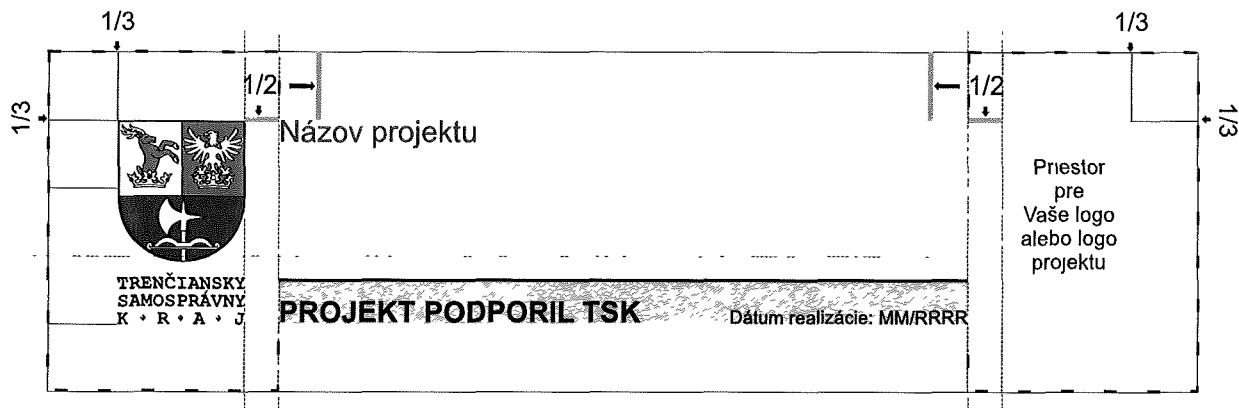 1/3
1/3
1/2
1/2
1/3
1/3
Názov projektu
Priestor
pre
Vaše logo
alebo logo
projektu
TRENČIANSKY
SAMOSPRÁVNY
K • R • A • J
PROJEKT PODPORIL TSK
Dátum realizácie: MM/RRRR